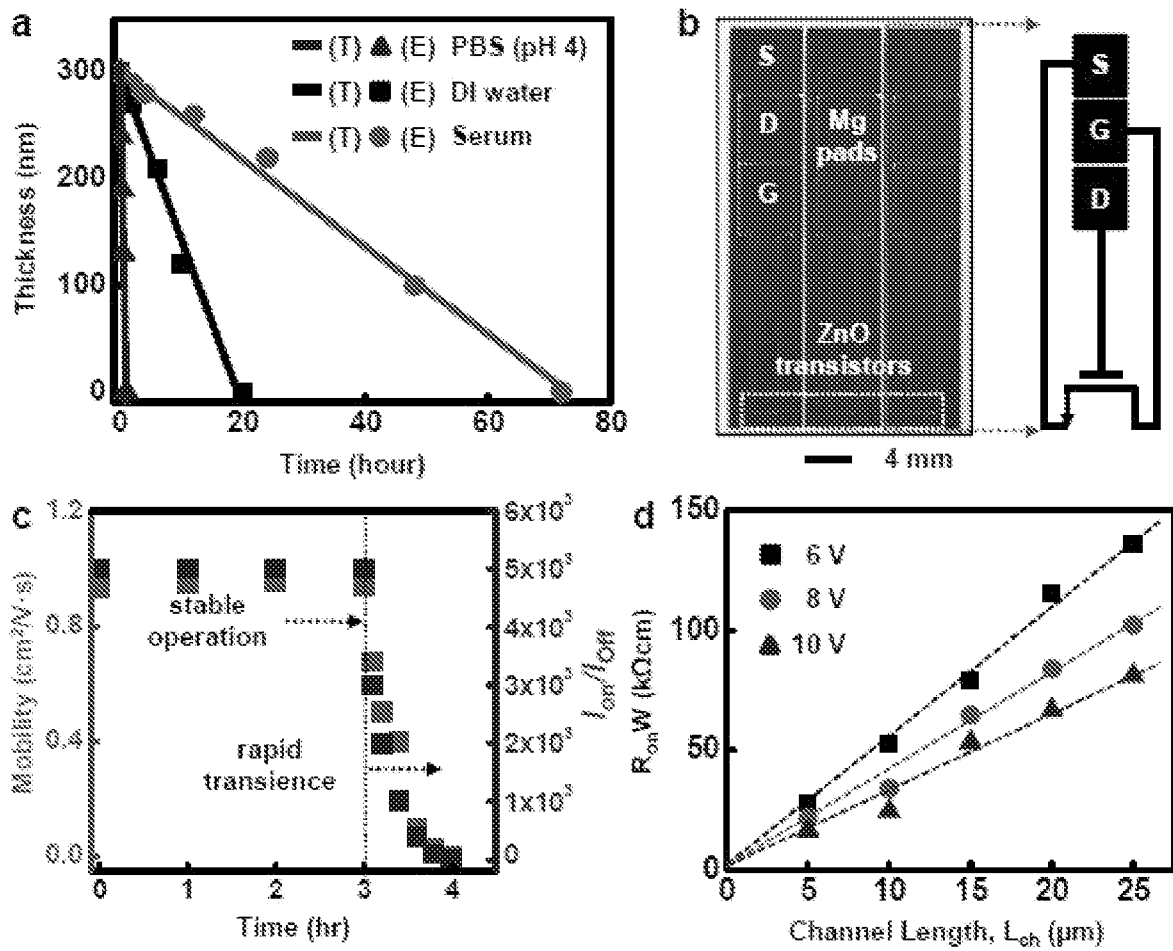 a
(T) (E) PBS (pH 4)
(T) (E) DI water
(T) (E) Serum
300
200
100
0
Thickness (nm)
0 20 40 60 80
Time (hour)
b
S
D
G
Mg
pads
ZnO
transistors
4 mm
S
G
D
c
1.2
0.8
0.4
0.0
Mobility (cm²/V·s)
stable
operation
rapid
transience
6x10³
5x10³
4x10³
3x10³
2x10³
1x10³
0
Ion/IOff
0 1 2 3 4
Time (hr)
d
150
100
50
0
RonW (kΩcm)
6 V
8 V
10 V
0 5 10 15 20 25
Channel Length, Lch (µm)